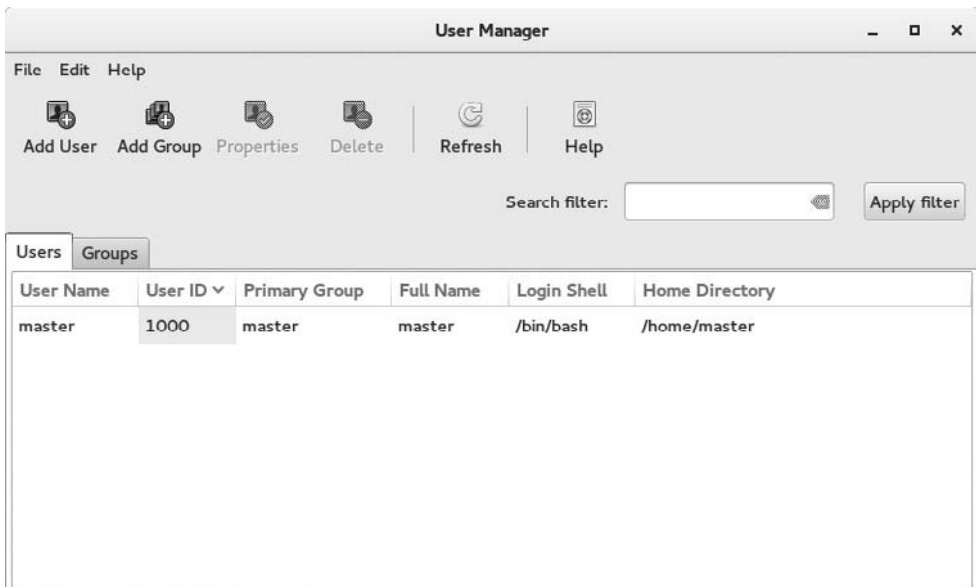 User Manager
File Edit Help
Add User Add Group Properties Delete Refresh Help
Search filter: Apply filter
Users Groups
User Name User ID Primary Group Full Name Login Shell Home Directory
master 1000 master master /bin/bash /home/master